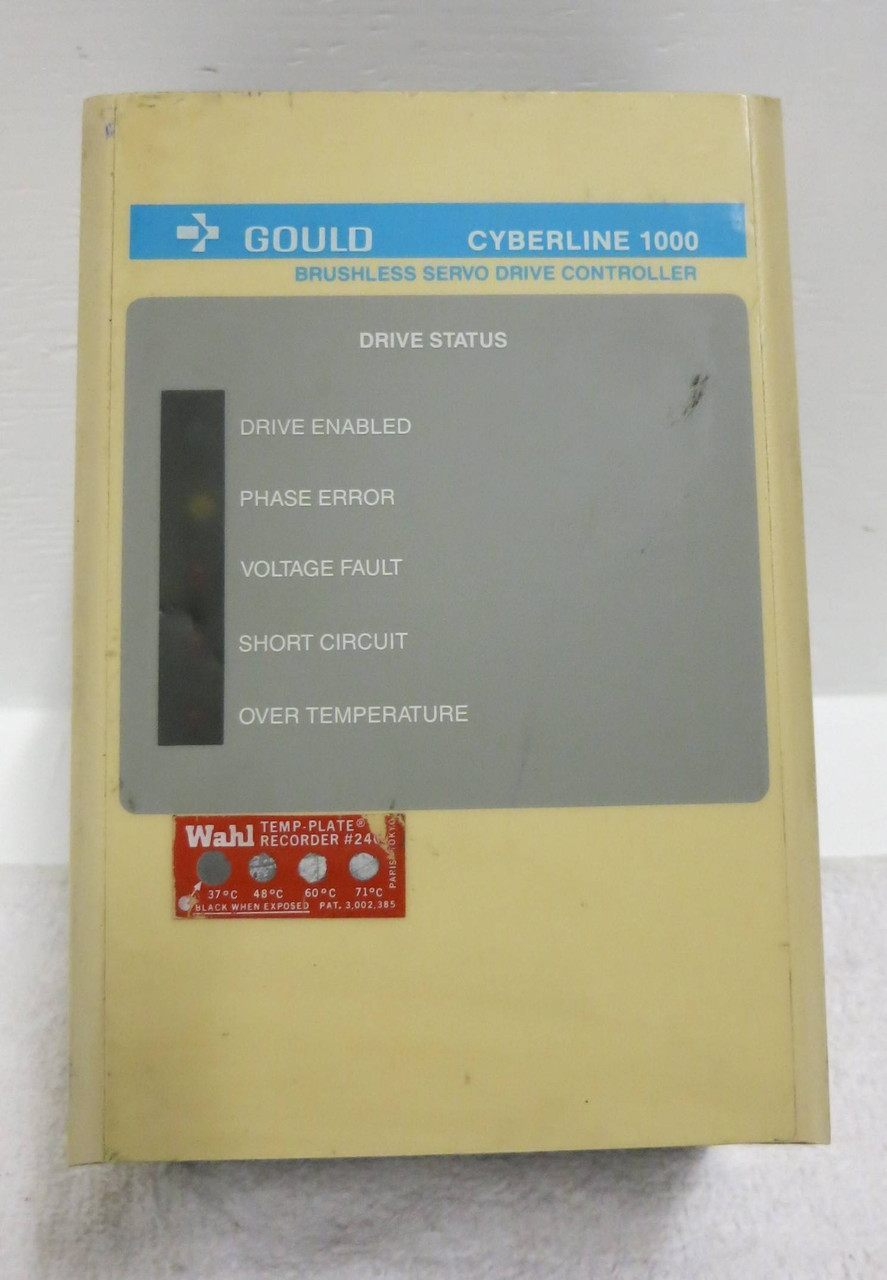 GOULD CYBERLINE 1000
BRUSHLESS SERVO DRIVE CONTROLLER
DRIVE STATUS
DRIVE ENABLED
PHASE ERROR
VOLTAGE FAULT
SHORT CIRCUIT
OVER TEMPERATURE
Wahl TEMP-PLATE®
RECORDER
37°C 48°C 60°C 71°C
BLACK WHEN EXPOSED PAT. 3,002,385
PARIS